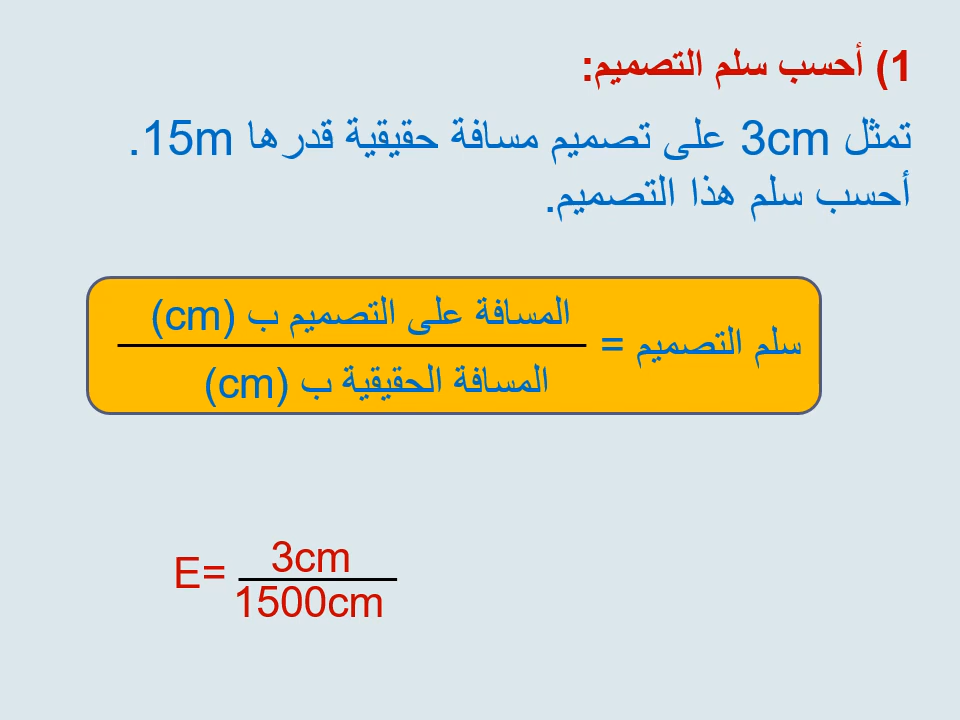 1) أحسب سلم التصميم:
تمثل 3cm على تصميم مسافة حقيقية قدرها 15m.
أحسب سلم هذا التصميم.
المسافة على التصميم ب (cm)
سلم التصميم =
المسافة الحقيقية ب (cm)
3cm
E=
1500cm